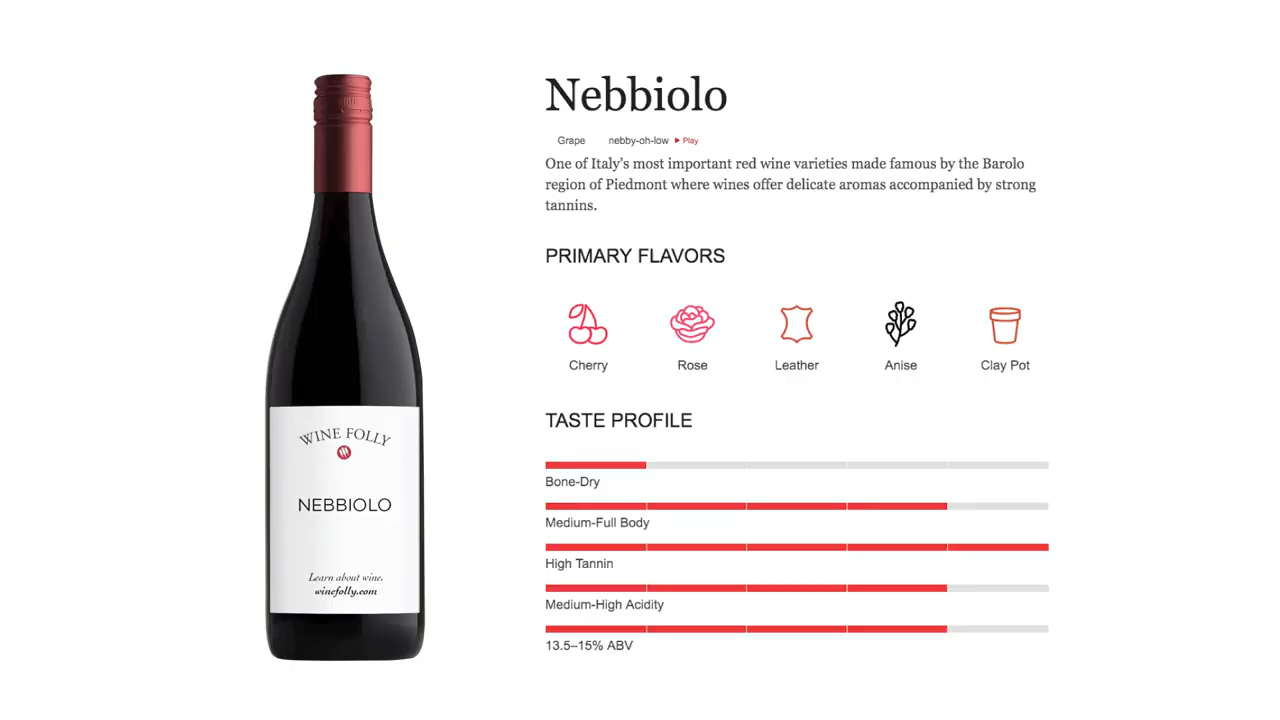 WINE FOLLY
NEBBIOLO
Learn about wine.
winefolly.com
Nebbiolo
Grape nebby-oh-low Play
One of Italy's most important red wine varieties made famous by the Barolo
region of Piedmont where wines offer delicate aromas accompanied by strong
tannins.
PRIMARY FLAVORS
Cherry Rose Leather Anise Clay Pot
TASTE PROFILE
Bone-Dry
Medium-Full Body
High Tannin
Medium-High Acidity
13.5–15% ABV